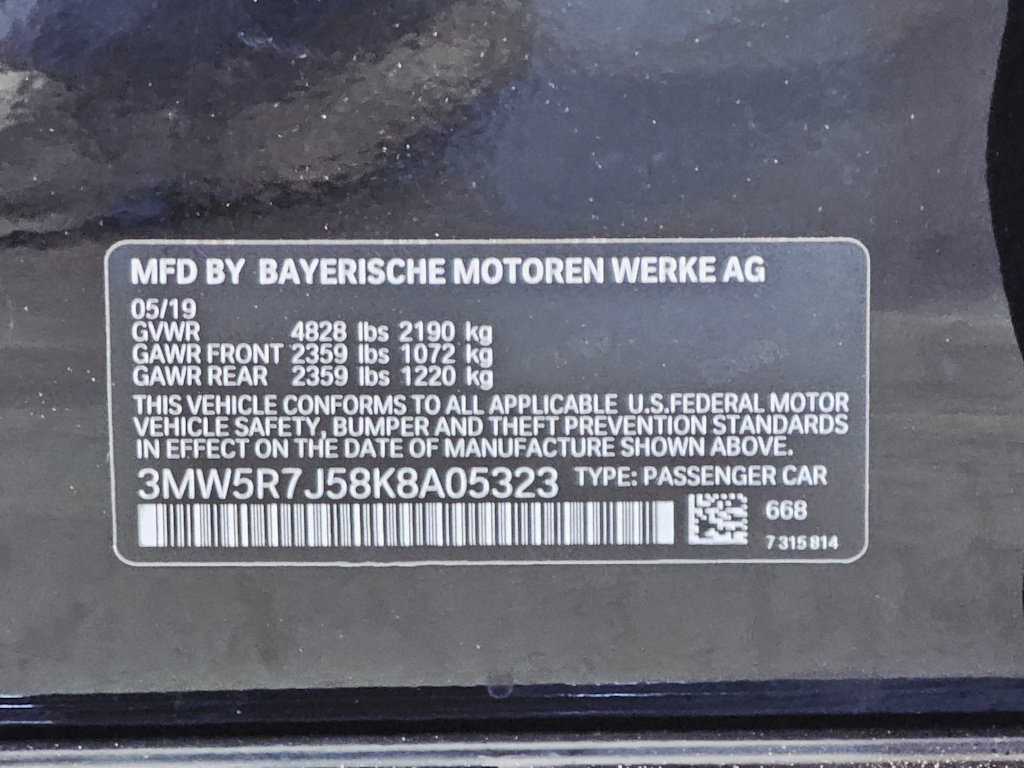 MFD BY BAYERISCHE MOTOREN WERKE AG
05/19
GVWR 4828 lbs 2190 kg
GAWR FRONT 2359 lbs 1072 kg
GAWR REAR 2359 lbs 1220 kg
THIS VEHICLE CONFORMS TO ALL APPLICABLE U.S.FEDERAL MOTOR
VEHICLE SAFETY, BUMPER AND THEFT PREVENTION STANDARDS
IN EFFECT ON THE DATE OF MANUFACTURE SHOWN ABOVE.
3MW5R7J58K8A05323 TYPE: PASSENGER CAR
668
7 315 814